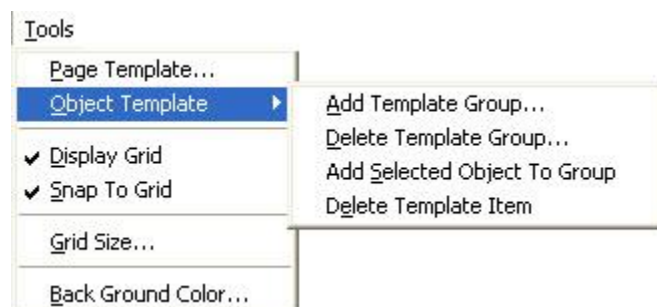 Tools
Page Template...
Object Template
Display Grid
Snap To Grid
Grid Size...
Back Ground Color...
Add Template Group...
Delete Template Group...
Add Selected Object To Group
Delete Template Item